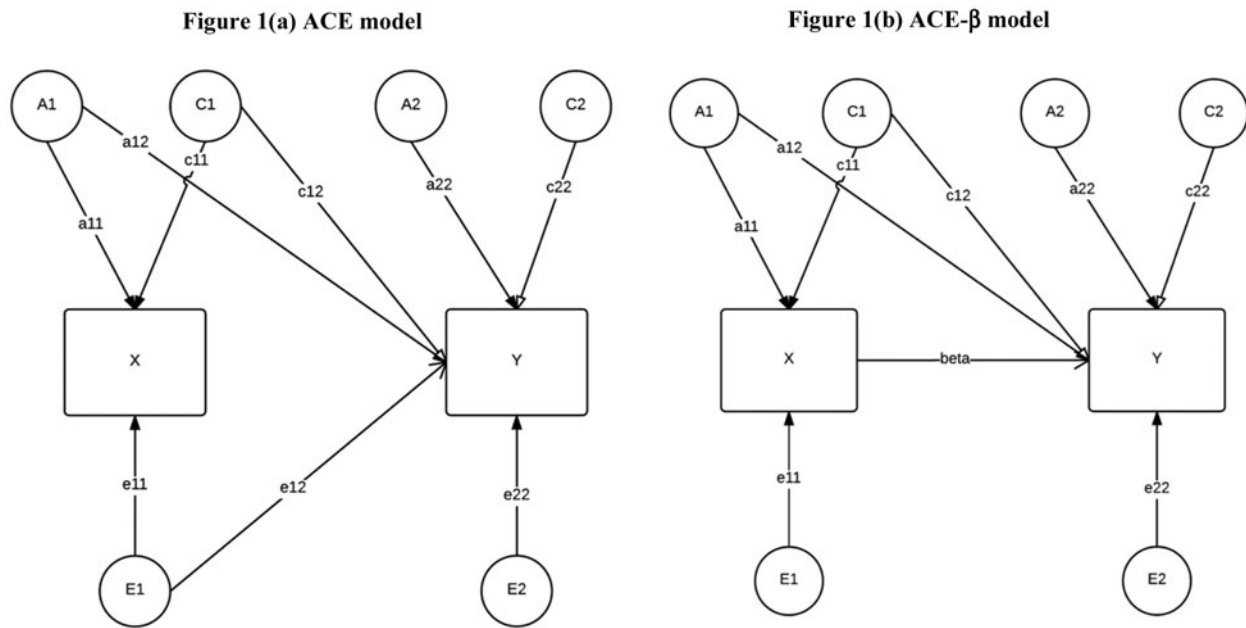 Figure 1(a) ACE model
A1
C1
A2
C2
a12
c11
a11
c12
a22
c22
X
Y
e11
e12
e22
E1
E2
Figure 1(b) ACE-β model
A1
C1
A2
C2
a12
c11
a11
c12
a22
c22
X
beta
Y
e11
e22
E1
E2